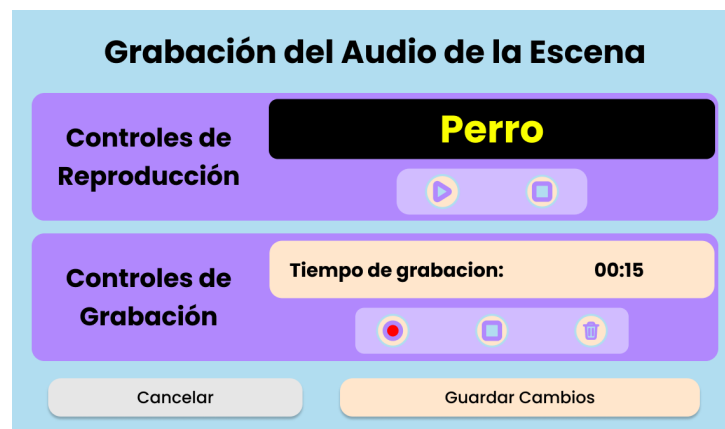 Grabación del Audio de la Escena
Controles de
Reproducción
Perro
Controles de
Grabación
Tiempo de grabacion: 00:15
Cancelar
Guardar Cambios